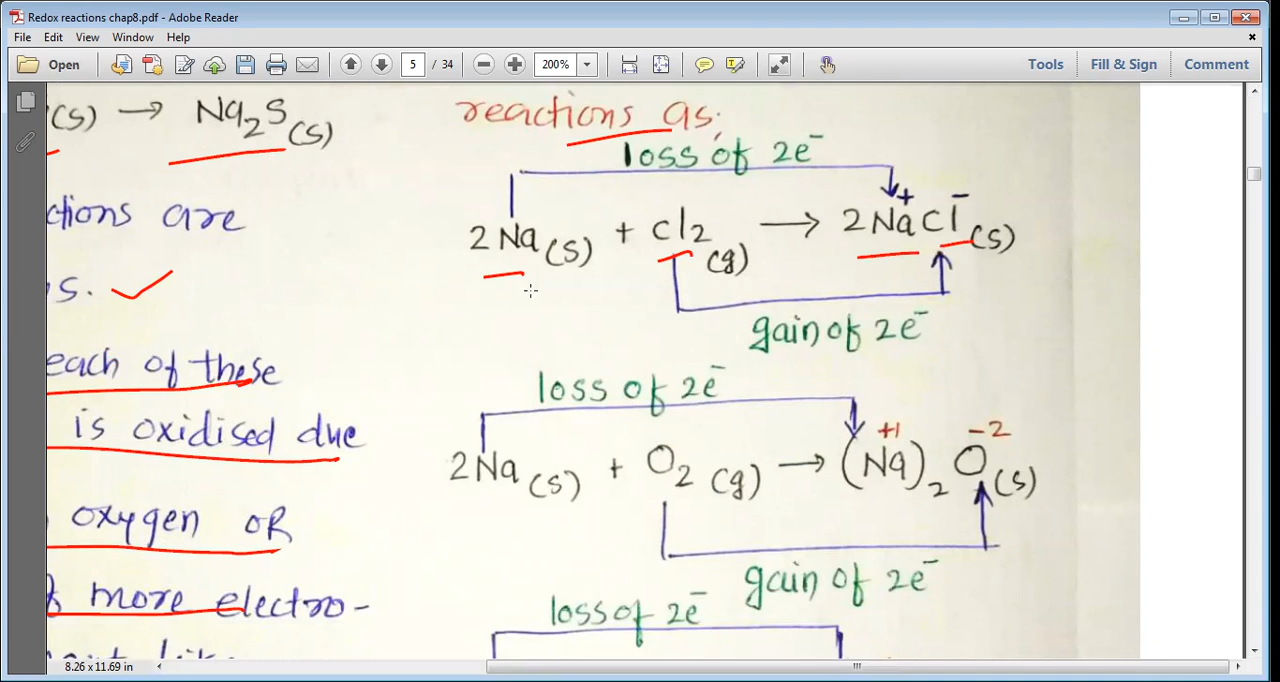 Redox reactions chap8.pdf - Adobe Reader
File Edit View Window Help
Open 5 / 34 200% Tools Fill & Sign Comment
(s) → Na2S(s)
ctions are
s.
each of these
is oxidised due
oxygen OR
more electro-
reactions as:
loss of 2e⁻
2Na(s) + Cl2(g) → 2Na⁺Cl⁻(s)
gain of 2e⁻
loss of 2e⁻
+1 -2
2Na(s) + O2(g) → (Na)2O(s)
gain of 2e⁻
loss of 2e⁻
8.26 x 11.69 in